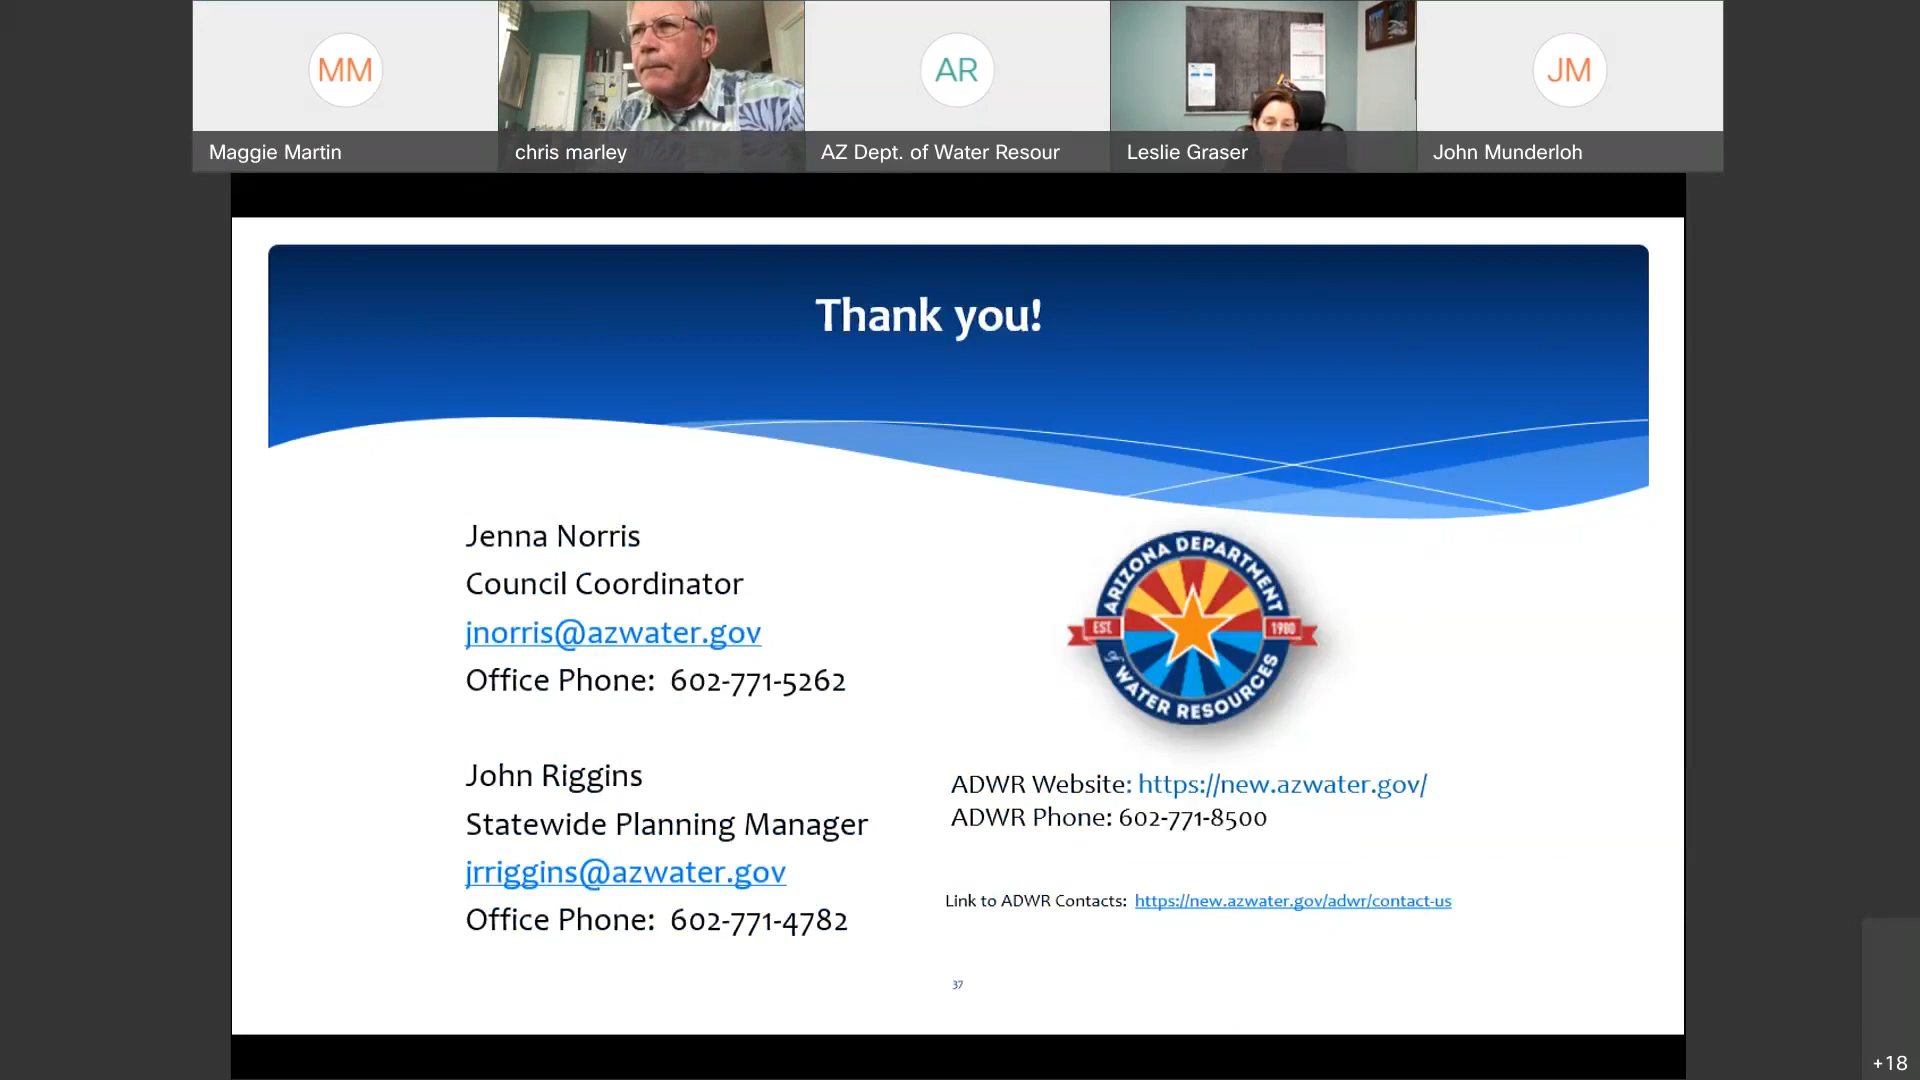 MM
AR
JM
Maggie Martin
chris marley
AZ Dept. of Water Resour
Leslie Graser
John Munderloh
Thank you!
Jenna Norris
Council Coordinator
jnorris@azwater.gov
Office Phone: 602-771-5262
John Riggins
Statewide Planning Manager
jrriggins@azwater.gov
Office Phone: 602-771-4782
ARIZONA DEPARTMENT
EST. 1980
of WATER RESOURCES
ADWR Website: https://new.azwater.gov/
ADWR Phone: 602-771-8500
Link to ADWR Contacts: https://new.azwater.gov/adwr/contact-us
37
+18